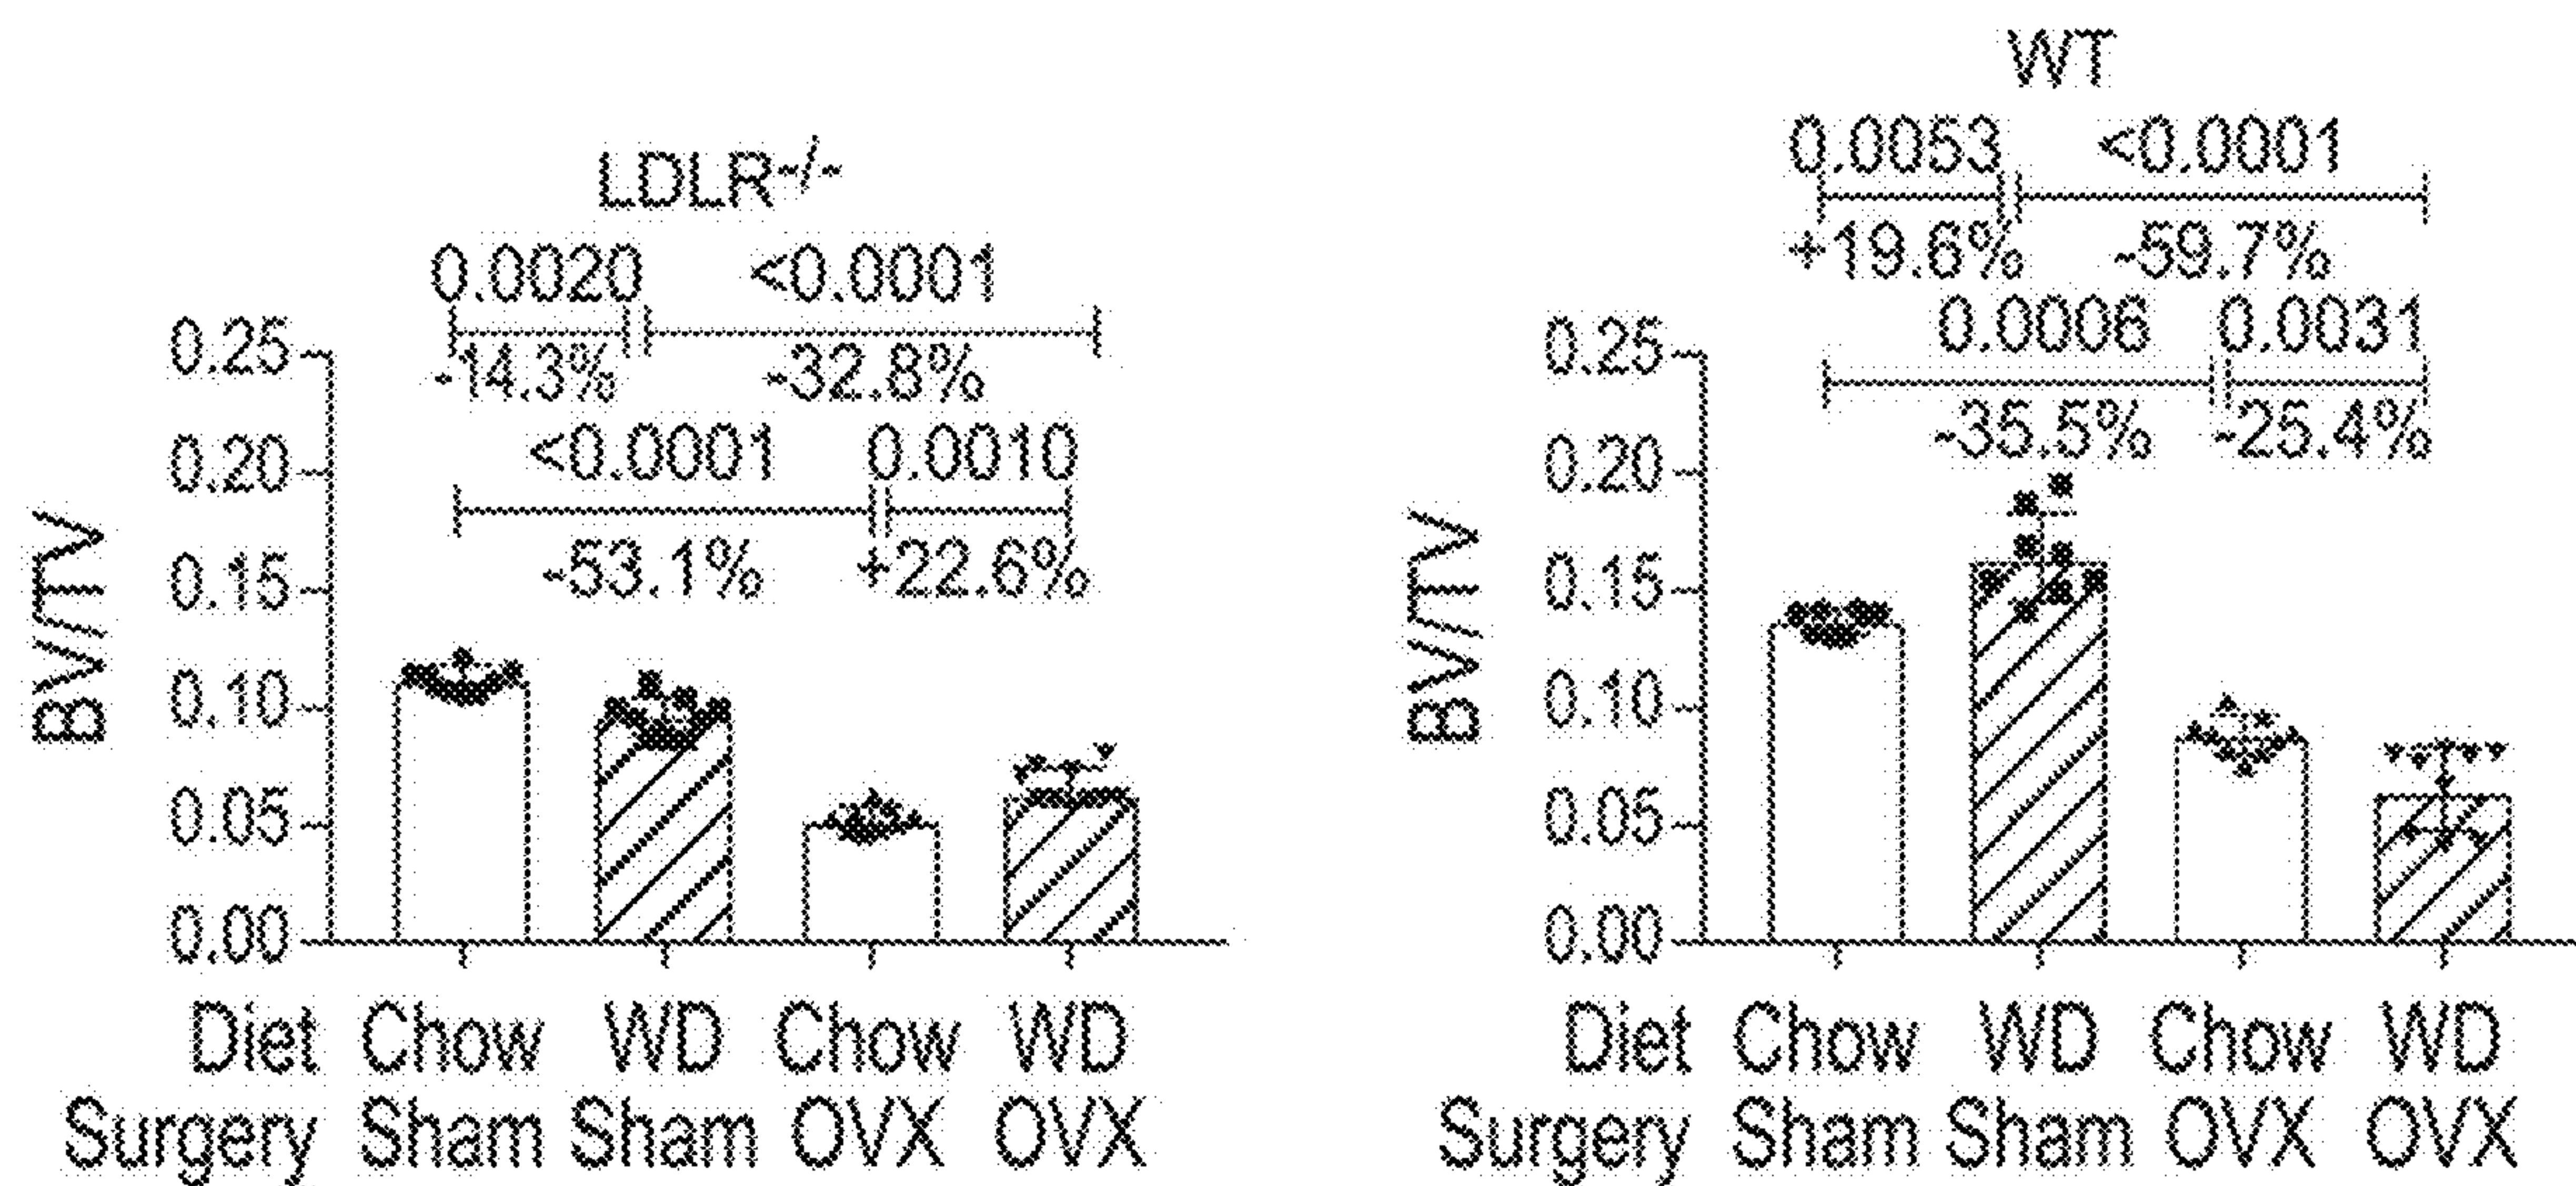 LDLR-/-
0.0020 <0.0001
-14.3% -32.8%
<0.0001 0.0010
-53.1% +22.6%
BV/TV
0.25
0.20
0.15
0.10
0.05
0.00
Diet Chow WD Chow WD
Surgery Sham Sham OVX OVX
WT
0.0053 <0.0001
+19.6% -59.7%
0.0006 0.0031
-35.5% -25.4%
BV/TV
0.25
0.20
0.15
0.10
0.05
0.00
Diet Chow WD Chow WD
Surgery Sham Sham OVX OVX